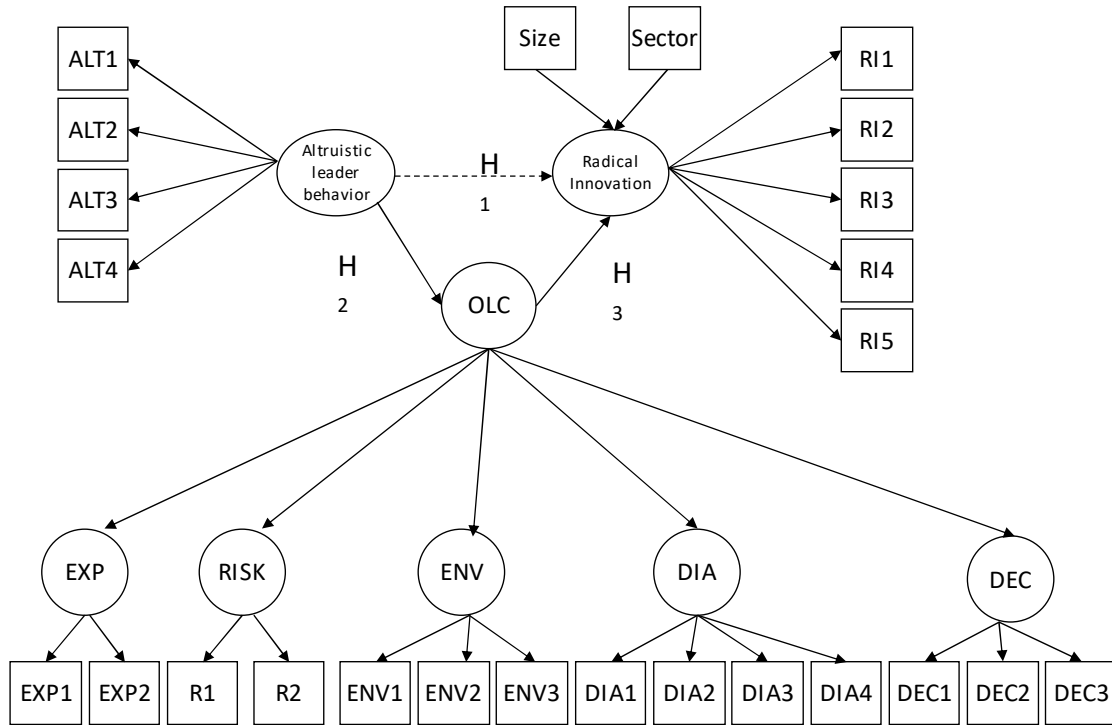 Size
Sector
ALT1
ALT2
ALT3
ALT4
Altruistic
leader
behavior
H
1
Radical
Innovation
RI1
RI2
RI3
RI4
RI5
H
2
OLC
H
3
EXP
RISK
ENV
DIA
DEC
EXP1
EXP2
R1
R2
ENV1
ENV2
ENV3
DIA1
DIA2
DIA3
DIA4
DEC1
DEC2
DEC3